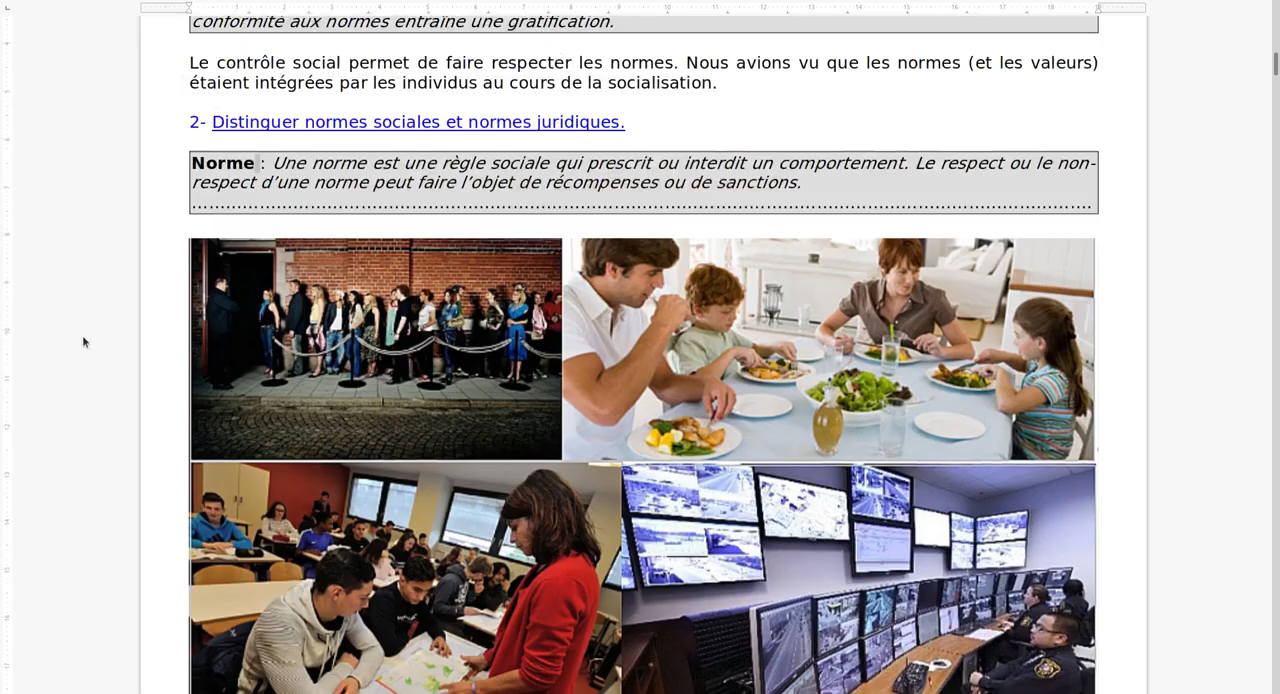 conformité aux normes entraîne une gratification.
Le contrôle social permet de faire respecter les normes. Nous avions vu que les normes (et les valeurs)
étaient intégrées par les individus au cours de la socialisation.
2- Distinguer normes sociales et normes juridiques.
Norme : Une norme est une règle sociale qui prescrit ou interdit un comportement. Le respect ou le non-
respect d’une norme peut faire l’objet de récompenses ou de sanctions.